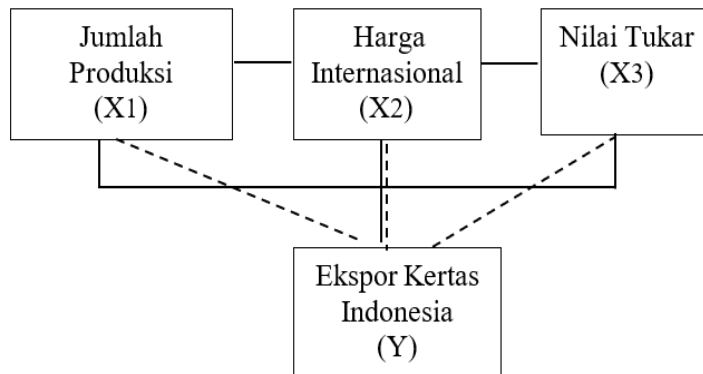 Jumlah
Produksi
(X1)
Harga
Internasional
(X2)
Nilai Tukar
(X3)
Ekspor Kertas
Indonesia
(Y)